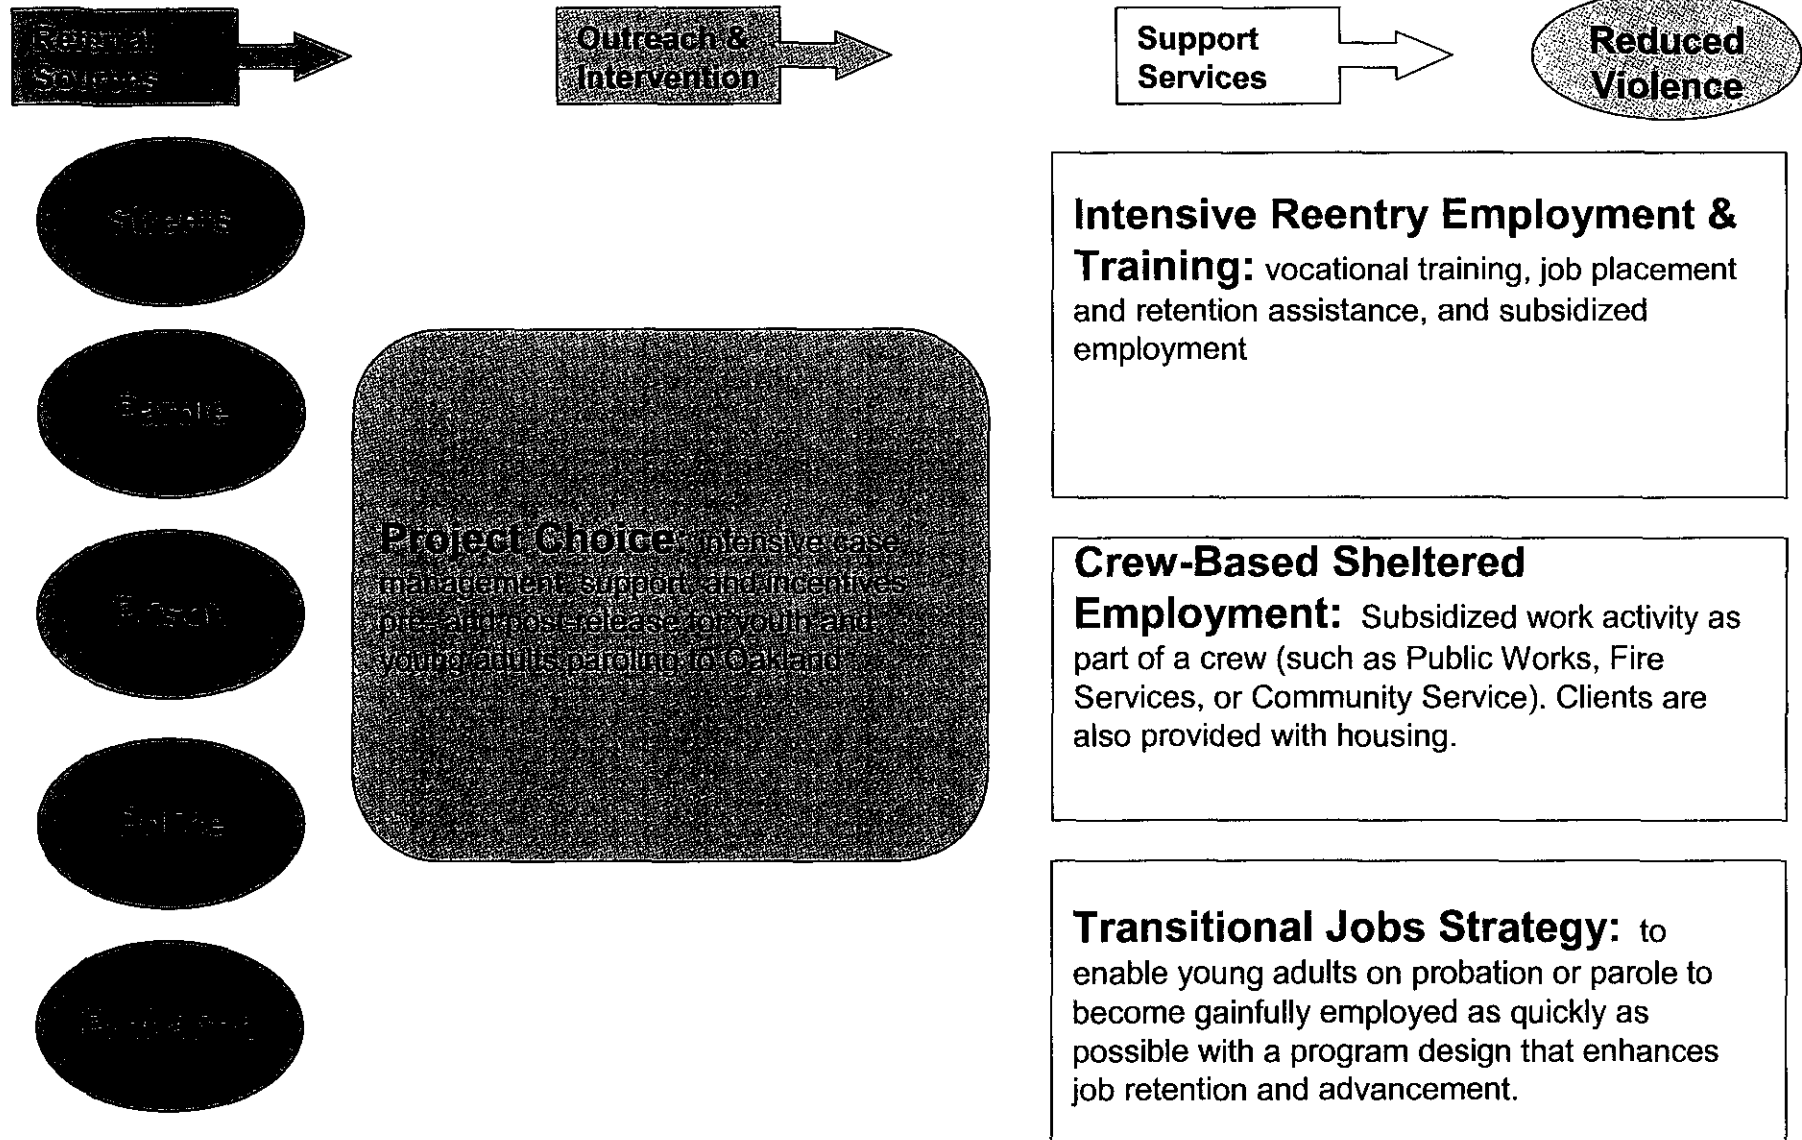 Referral
Sources
Outreach &
Intervention
Support
Services
Reduced
Violence
Streets
Parole
Prison
Police
Probation
Project Choice: intensive case
management, support, and incentives
pre- and post-release for youth and
young adults paroling to Oakland
Intensive Reentry Employment &
Training: vocational training, job placement
and retention assistance, and subsidized
employment
Crew-Based Sheltered
Employment: Subsidized work activity as
part of a crew (such as Public Works, Fire
Services, or Community Service). Clients are
also provided with housing.
Transitional Jobs Strategy: to
enable young adults on probation or parole to
become gainfully employed as quickly as
possible with a program design that enhances
job retention and advancement.